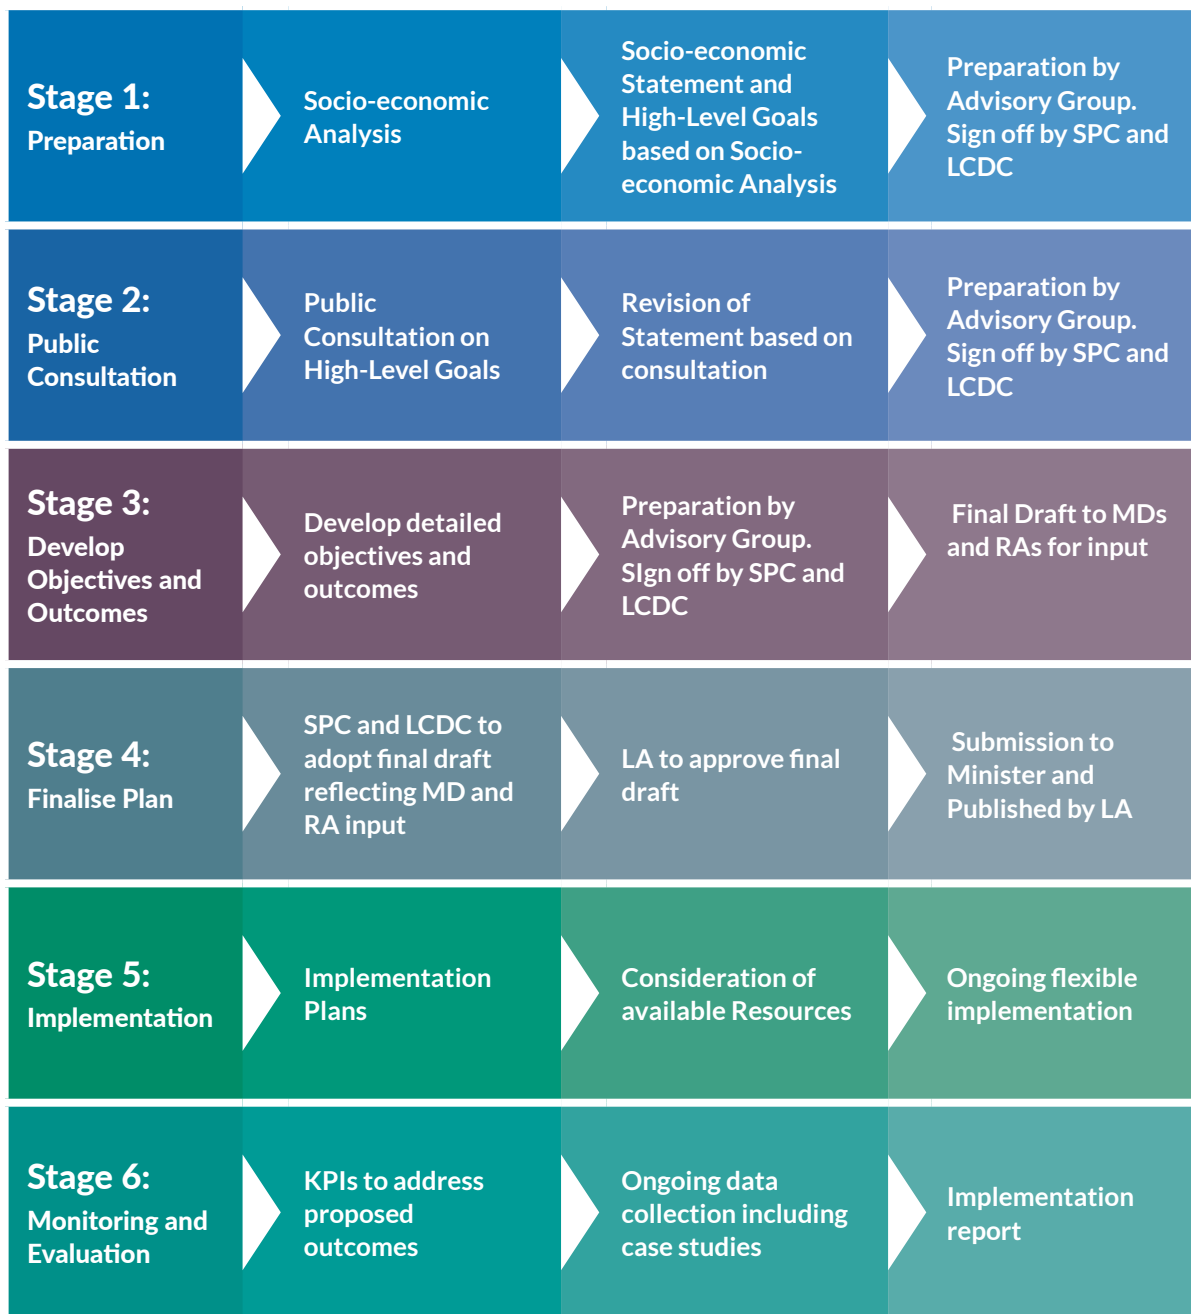 Stage 1:
Preparation
Socio-economic
Analysis
Socio-economic
Statement and
High-Level Goals
based on Socio-
economic Analysis
Preparation by
Advisory Group.
Sign off by SPC and
LCDC
Stage 2:
Public
Consultation
Public
Consultation on
High-Level Goals
Revision of
Statement based on
consultation
Preparation by
Advisory Group.
Sign off by SPC and
LCDC
Stage 3:
Develop
Objectives and
Outcomes
Develop detailed
objectives and
outcomes
Preparation by
Advisory Group.
SIgn off by SPC and
LCDC
Final Draft to MDs
and RAs for input
Stage 4:
Finalise Plan
SPC and LCDC to
adopt final draft
reflecting MD and
RA input
LA to approve final
draft
Submission to
Minister and
Published by LA
Stage 5:
Implementation
Implementation
Plans
Consideration of
available Resources
Ongoing flexible
implementation
Stage 6:
Monitoring and
Evaluation
KPIs to address
proposed
outcomes
Ongoing data
collection including
case studies
Implementation
report